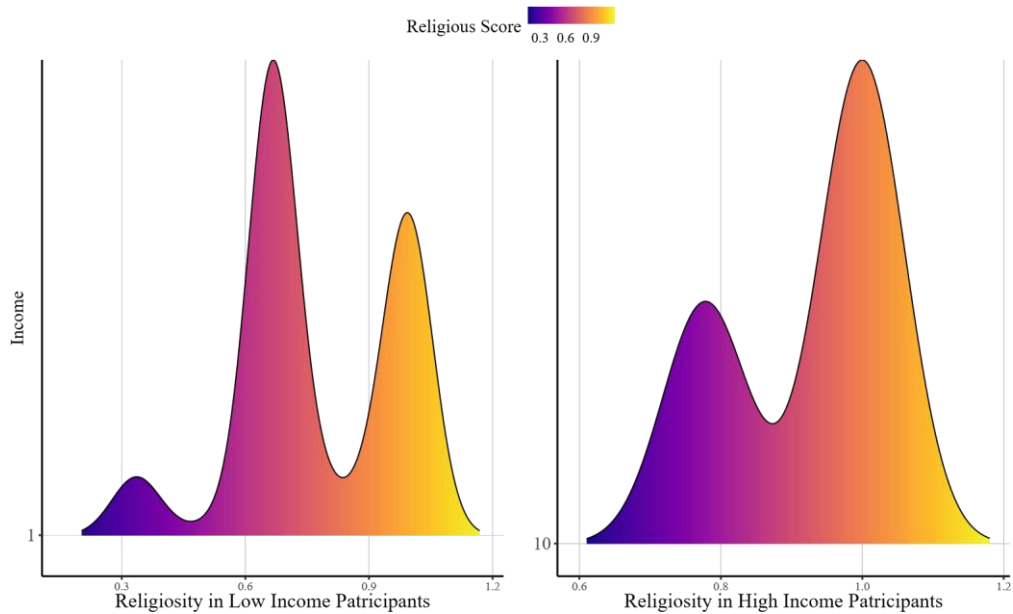 Religious Score
0.3 0.6 0.9
Income
1
0.3 0.6 0.9 1.2
Religiosity in Low Income Patricipants
10
0.6 0.8 1.0 1.2
Religiosity in High Income Patricipants